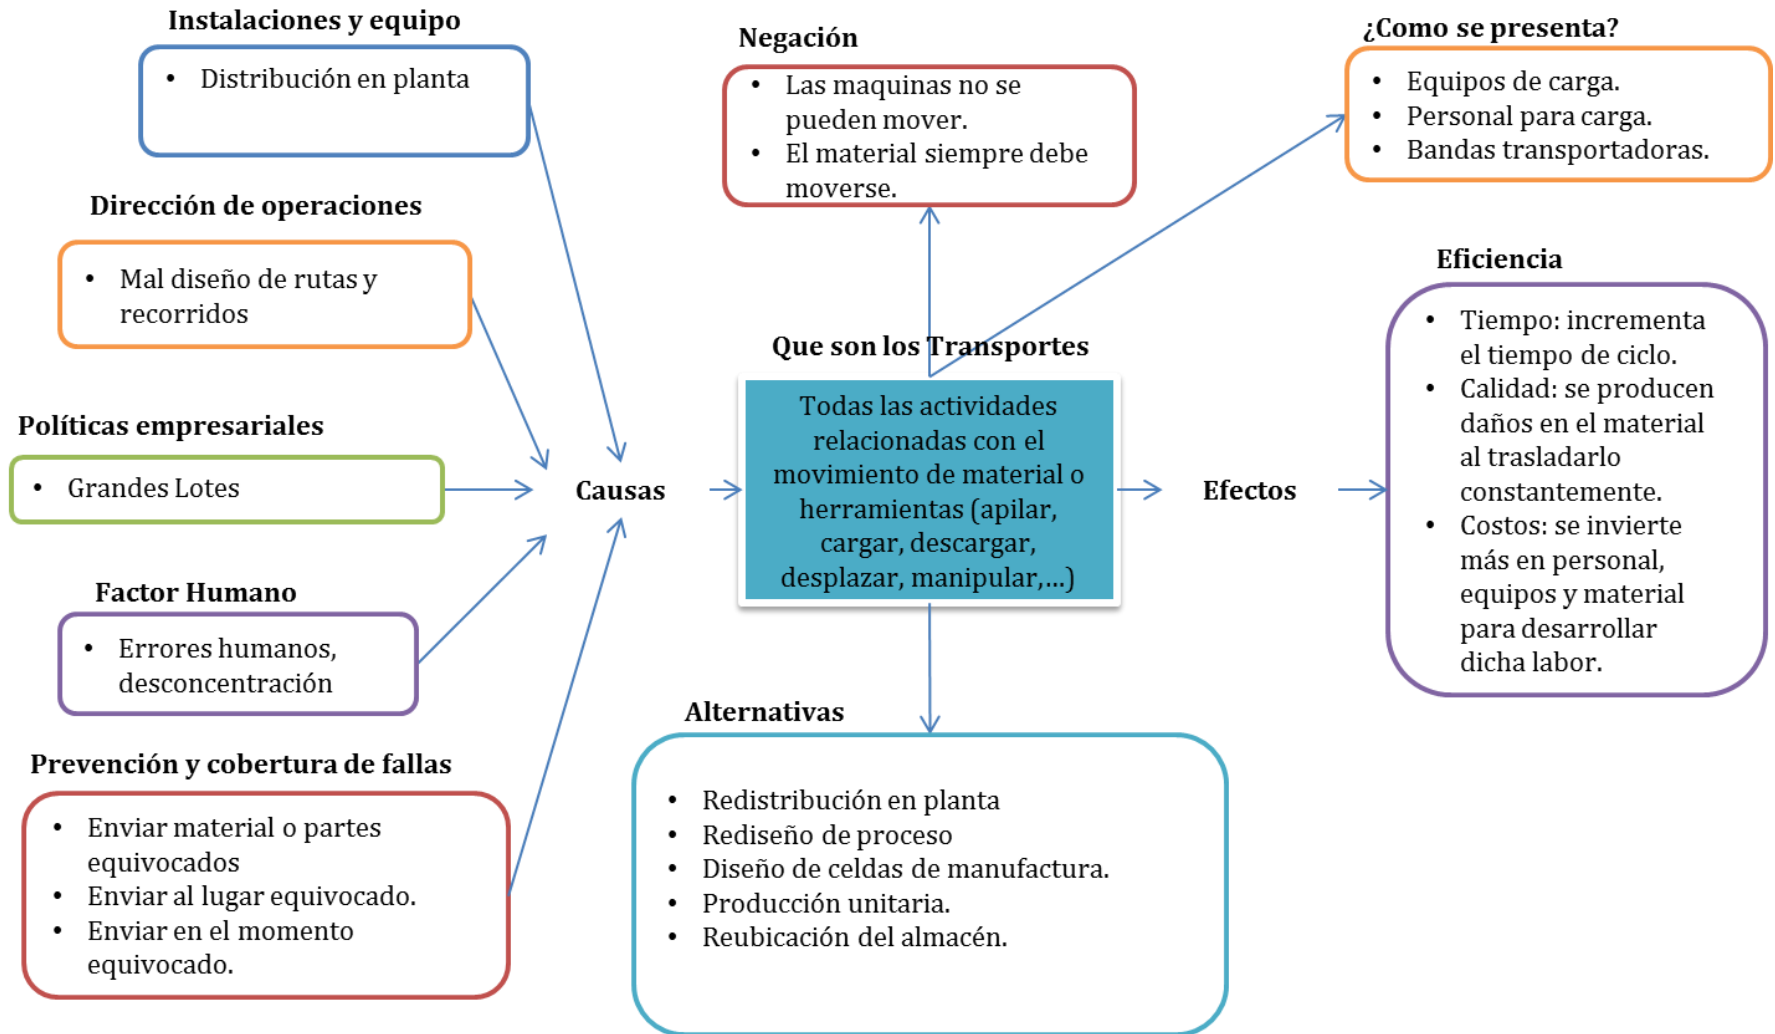 Instalaciones y equipo
• Distribución en planta
Dirección de operaciones
• Mal diseño de rutas y
recorridos
Políticas empresariales
• Grandes Lotes
Factor Humano
• Errores humanos,
desconcentración
Prevención y cobertura de fallas
• Enviar material o partes
equivocados
• Enviar al lugar equivocado.
• Enviar en el momento
equivocado.
Causas
Negación
• Las maquinas no se
pueden mover.
• El material siempre debe
moverse.
Que son los Transportes
Todas las actividades
relacionadas con el
movimiento de material o
herramientas (apilar,
cargar, descargar,
desplazar, manipular,...)
Alternativas
• Redistribución en planta
• Rediseño de proceso
• Diseño de celdas de manufactura.
• Producción unitaria.
• Reubicación del almacén.
Efectos
¿Como se presenta?
• Equipos de carga.
• Personal para carga.
• Bandas transportadoras.
Eficiencia
• Tiempo: incrementa
el tiempo de ciclo.
• Calidad: se producen
daños en el material
al trasladarlo
constantemente.
• Costos: se invierte
más en personal,
equipos y material
para desarrollar
dicha labor.